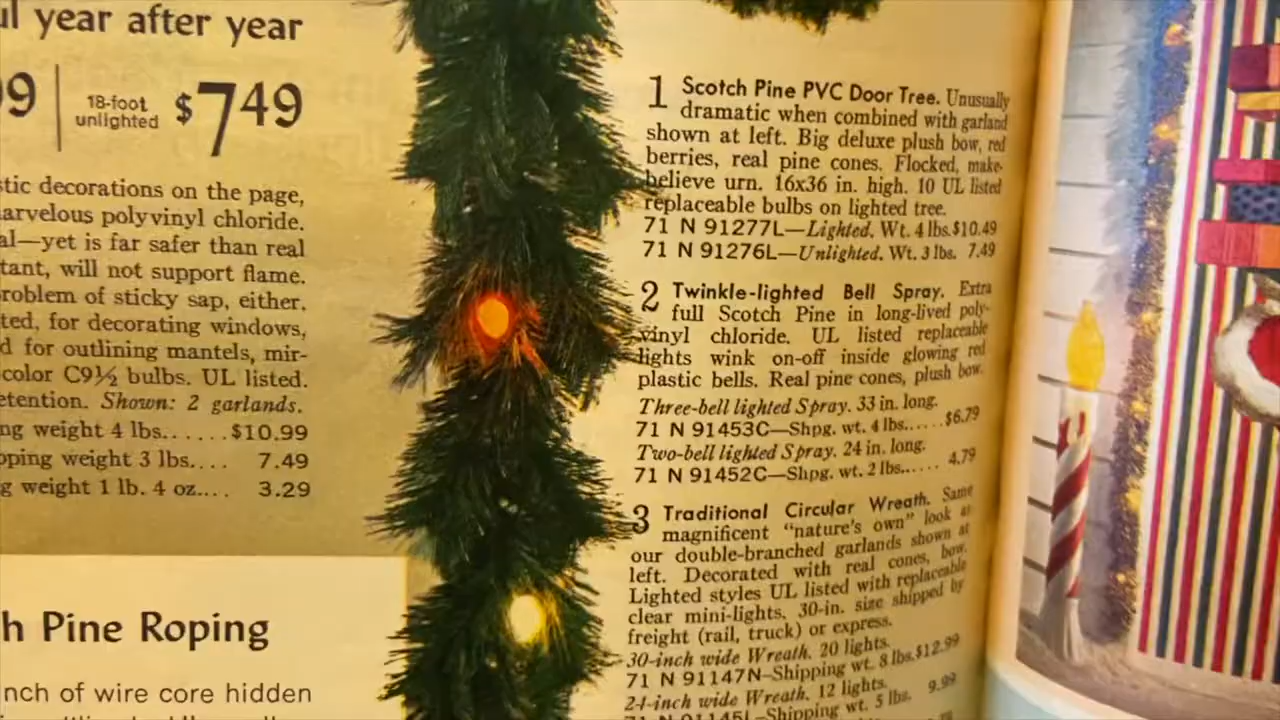 ul year after year
99 | 18-foot unlighted $7.49
stic decorations on the page,
arvelous polyvinyl chloride.
al—yet is far safer than real
tant, will not support flame.
roblem of sticky sap, either.
ted, for decorating windows,
d for outlining mantels, mir-
color C9½ bulbs. UL listed.
etention. Shown: 2 garlands.
ng weight 4 lbs......$10.99
pping weight 3 lbs.... 7.49
g weight 1 lb. 4 oz.... 3.29
h Pine Roping
nch of wire core hidden
1 Scotch Pine PVC Door Tree. Unusually
dramatic when combined with garland
shown at left. Big deluxe plush bow, red
berries, real pine cones. Flocked, make-
believe urn. 16x36 in. high. 10 UL listed
replaceable bulbs on lighted tree.
71 N 91277L—Lighted. Wt. 4 lbs.$10.49
71 N 91276L—Unlighted. Wt. 3 lbs. 7.49
2 Twinkle-lighted Bell Spray. Extra
full Scotch Pine in long-lived poly-
vinyl chloride. UL listed replaceable
lights wink on-off inside glowing red
plastic bells. Real pine cones, plush bow.
Three-bell lighted Spray. 33 in. long.
71 N 91453C—Shpg. wt. 4 lbs......$6.79
Two-bell lighted Spray. 24 in. long.
71 N 91452C—Shpg. wt. 2 lbs....... 4.79
3 Traditional Circular Wreath. Same
magnificent "nature's own" look as
our double-branched garlands shown at
left. Decorated with real cones, bow.
Lighted styles UL listed with replaceable
clear mini-lights. 30-in. size shipped by
freight (rail, truck) or express.
30-inch wide Wreath. 20 lights.
71 N 91147N–Shipping wt. 8 lbs.$12.99
24-inch wide Wreath. 12 lights.
71 N 91145L–Shipping wt. 5 lbs. 9.99